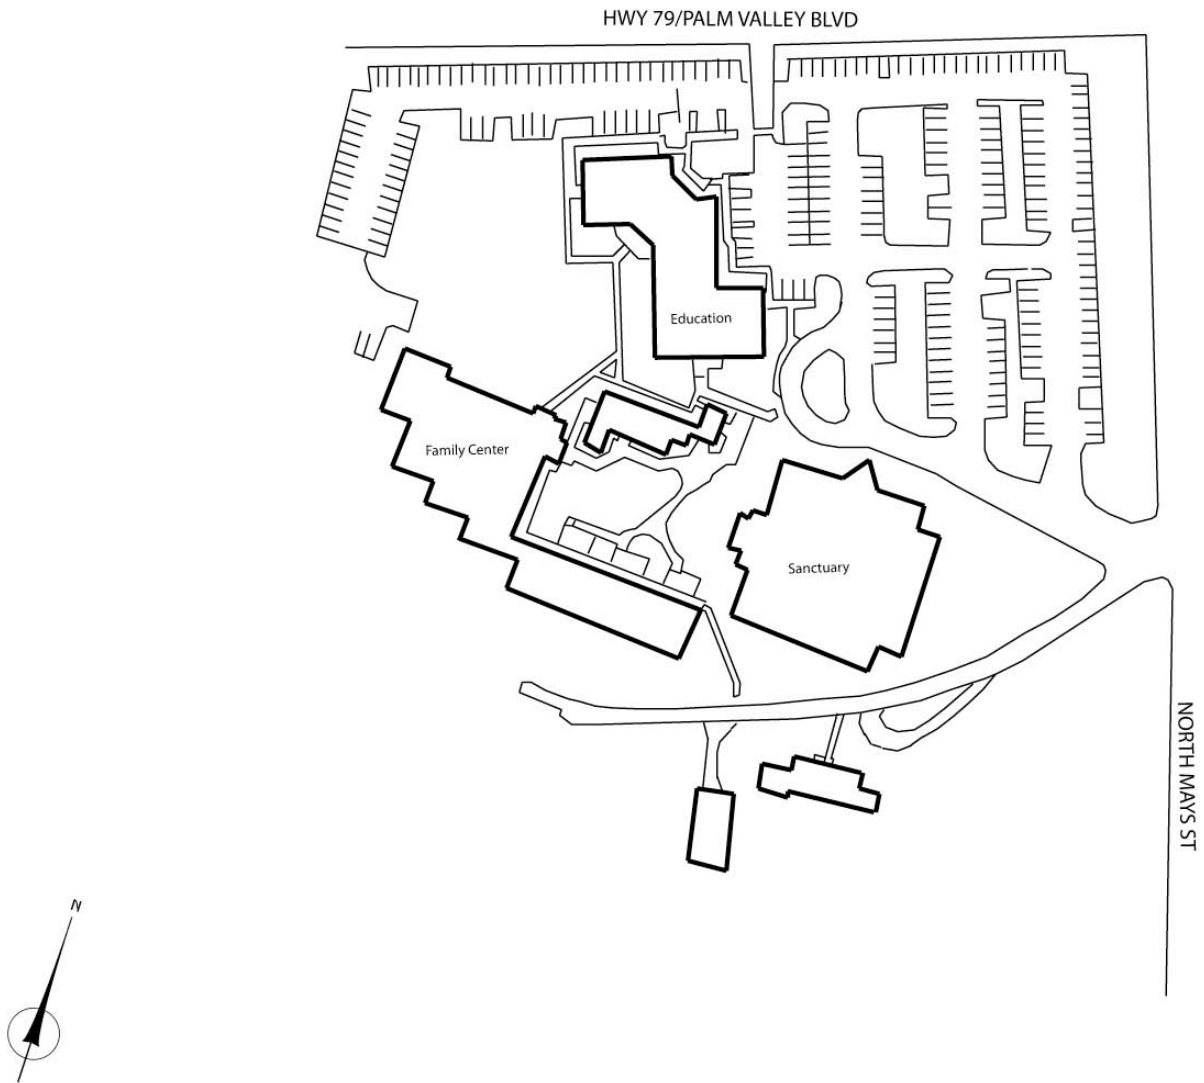 HWY 79/PALM VALLEY BLVD
Education
Family Center
Sanctuary
NORTH MAYS ST
N